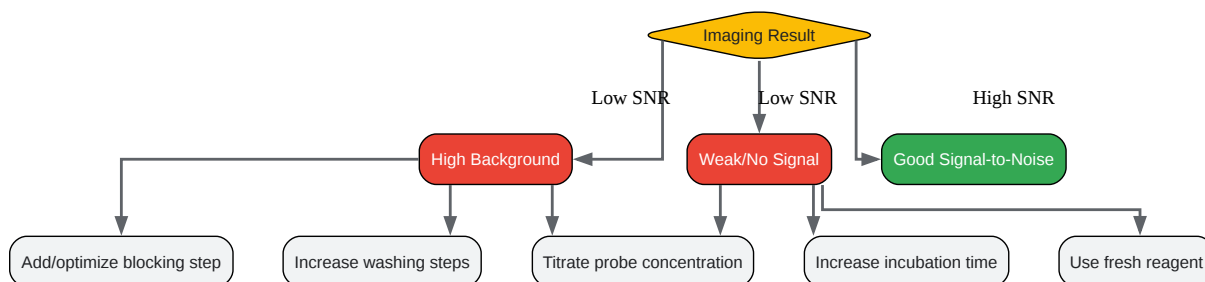 Imaging Result
Low SNR
Low SNR
High SNR
High Background
Weak/No Signal
Good Signal-to-Noise
Add/optimize blocking step
Increase washing steps
Titrate probe concentration
Increase incubation time
Use fresh reagent